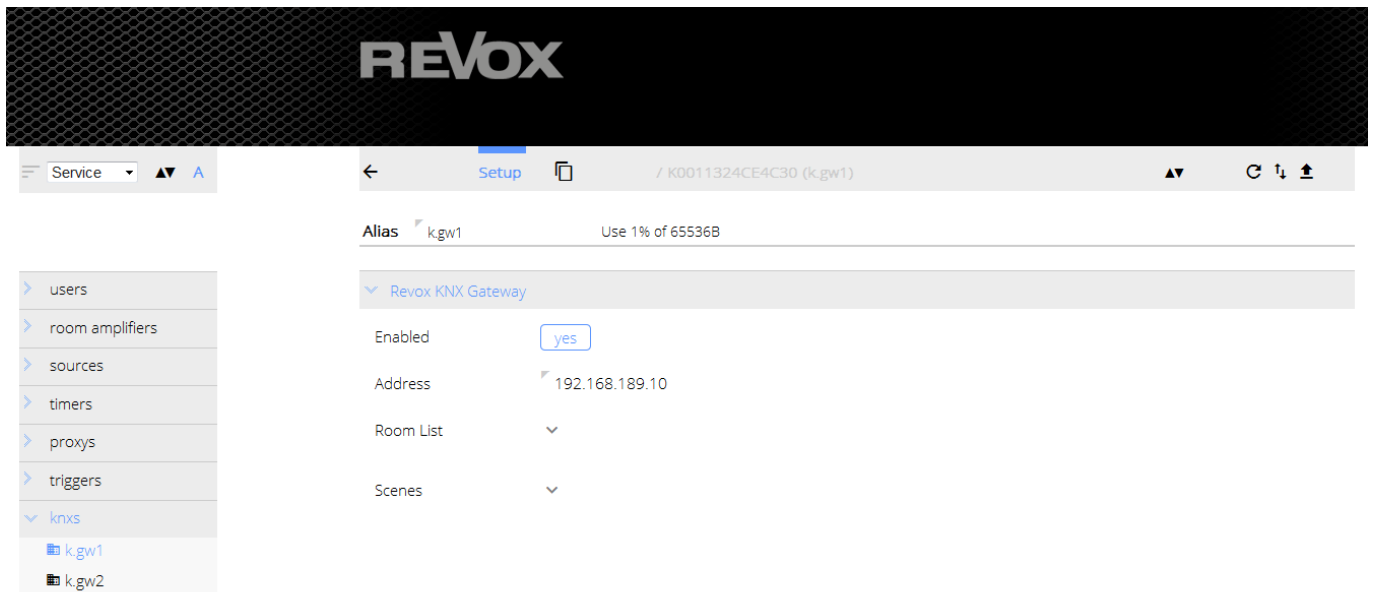 REVOX
Service A
Setup / K0011324CE4C30 (k.gw1)
Alias k.gw1 Use 1% of 65536B
users
room amplifiers
sources
timers
proxys
triggers
knxs
k.gw1
k.gw2
Revox KNX Gateway
Enabled yes
Address 192.168.189.10
Room List
Scenes